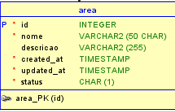 area
P * id INTEGER
* nome VARCHAR2 (50 CHAR)
descricao VARCHAR2 (255)
* created_at TIMESTAMP
* updated_at TIMESTAMP
* status CHAR (1)
area_PK (id)